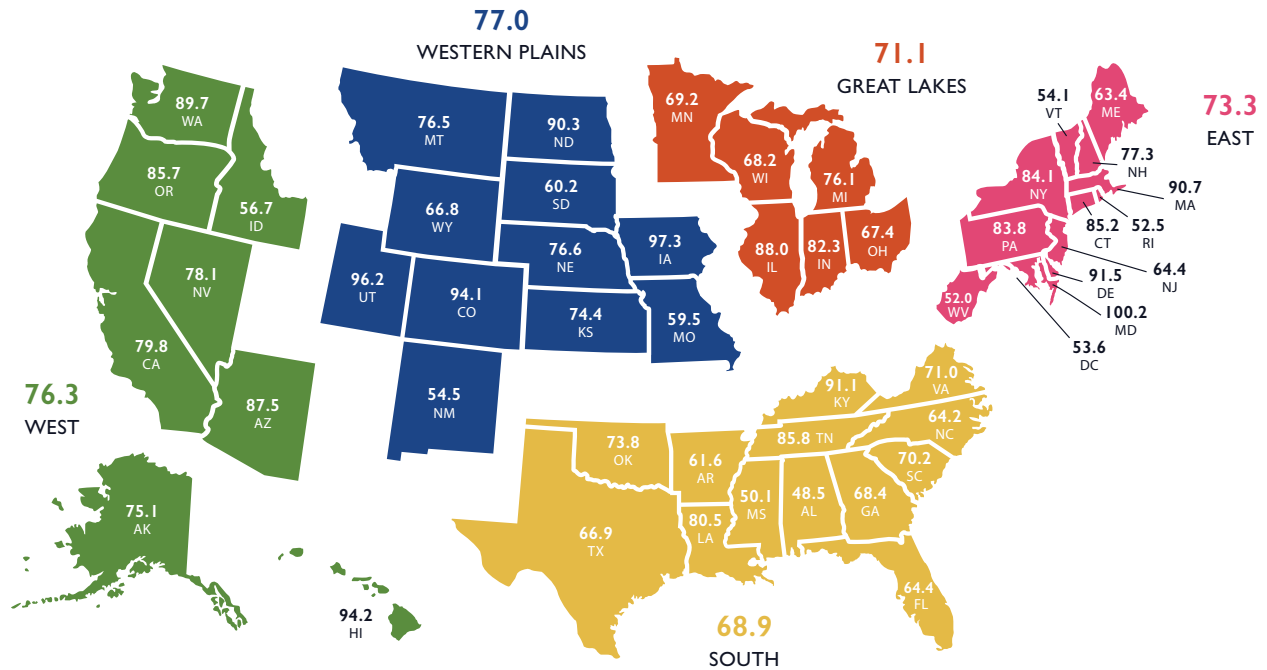 77.0
WESTERN PLAINS
71.1
GREAT LAKES
73.3
EAST
76.3
WEST
68.9
SOUTH
89.7
WA
85.7
OR
56.7
ID
78.1
NV
79.8
CA
87.5
AZ
75.1
AK
94.2
HI
76.5
MT
90.3
ND
60.2
SD
66.8
WY
76.6
NE
97.3
IA
96.2
UT
94.1
CO
74.4
KS
59.5
MO
54.5
NM
69.2
MN
68.2
WI
76.1
MI
88.0
IL
82.3
IN
67.4
OH
54.1
VT
63.4
ME
77.3
NH
84.1
NY
90.7
MA
85.2
CT
52.5
RI
83.8
PA
64.4
NJ
91.5
DE
100.2
MD
52.0
WV
53.6
DC
91.1
KY
71.0
VA
85.8 TN
64.2
NC
73.8
OK
61.6
AR
70.2
SC
50.1
MS
48.5
AL
68.4
GA
80.5
LA
66.9
TX
64.4
FL